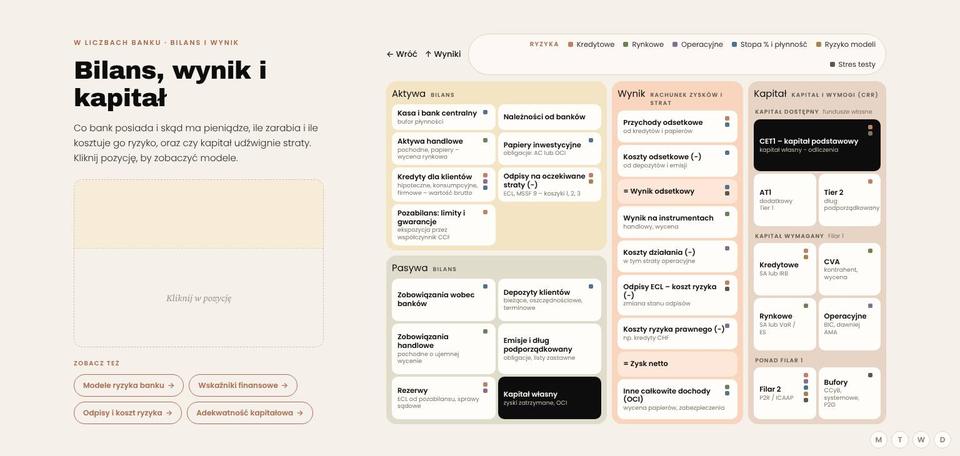 W LICZBACH BANKU · BILANS I WYNIK
Bilans, wynik i
kapitał
Co bank posiada i skąd ma pieniądze, ile zarabia i ile
kosztuje go ryzyko, oraz czy kapitał udźwignie straty.
Kliknij pozycję, by zobaczyć modele.
Kliknij w pozycję
ZOBACZ TEŻ
Modele ryzyka banku →
Wskaźniki finansowe →
Odpisy i koszt ryzyka →
Adekwatność kapitałowa →
← Wróć
↑ Wyniki
RYZYKA
Kredytowe
Rynkowe
Operacyjne
Stopa % i płynność
Ryzyko modeli
Stres testy
Aktywa BILANS
Kasa i bank centralny
bufor płynności
Należności od banków
Aktywa handlowe
pochodne, papiery –
wycena rynkowa
Papiery inwestycyjne
obligacje: AC lub OCI
Kredyty dla klientów
hipoteczne, konsumpcyjne,
firmowe – wartość brutto
Odpisy na oczekiwane
straty (–)
ECL, MSSF 9 – koszyki 1, 2, 3
Pozabilans: limity i
gwarancje
ekspozycja przez
współczynnik CCF
Pasywa BILANS
Zobowiązania wobec
banków
Depozyty klientów
bieżące, oszczędnościowe,
terminowe
Zobowiązania
handlowe
pochodne o ujemnej
wycenie
Emisje i dług
podporządkowany
obligacje, listy zastawne
Rezerwy
ECL od pozabilansu, sprawy
sądowe
Kapitał własny
zyski zatrzymane, OCI
Wynik RACHUNEK ZYSKÓW I
STRAT
Przychody odsetkowe
od kredytów i papierów
Koszty odsetkowe (–)
od depozytów i emisji
= Wynik odsetkowy
Wynik na instrumentach
handlowy, wycena
Koszty działania (–)
w tym straty operacyjne
Odpisy ECL – koszt ryzyka
(–)
zmiana stanu odpisów
Koszty ryzyka prawnego (–)
np. kredyty CHF
= Zysk netto
Inne całkowite dochody
(OCI)
wycena papierów, zabezpieczenia
Kapitał KAPITAŁ I WYMOGI (CRR)
KAPITAŁ DOSTĘPNY fundusze własne
CET1 – kapitał podstawowy
kapitał własny – odliczenia
AT1
dodatkowy
Tier 1
Tier 2
dług
podporządkowany
KAPITAŁ WYMAGANY Filar 1
Kredytowe
SA lub IRB
CVA
kontrahent,
wycena
Rynkowe
SA lub VaR /
ES
Operacyjne
BIC, dawniej
AMA
PONAD FILAR 1
Filar 2
P2R / ICAAP
Bufory
CCyB,
systemowe,
P2G
M
T
W
D